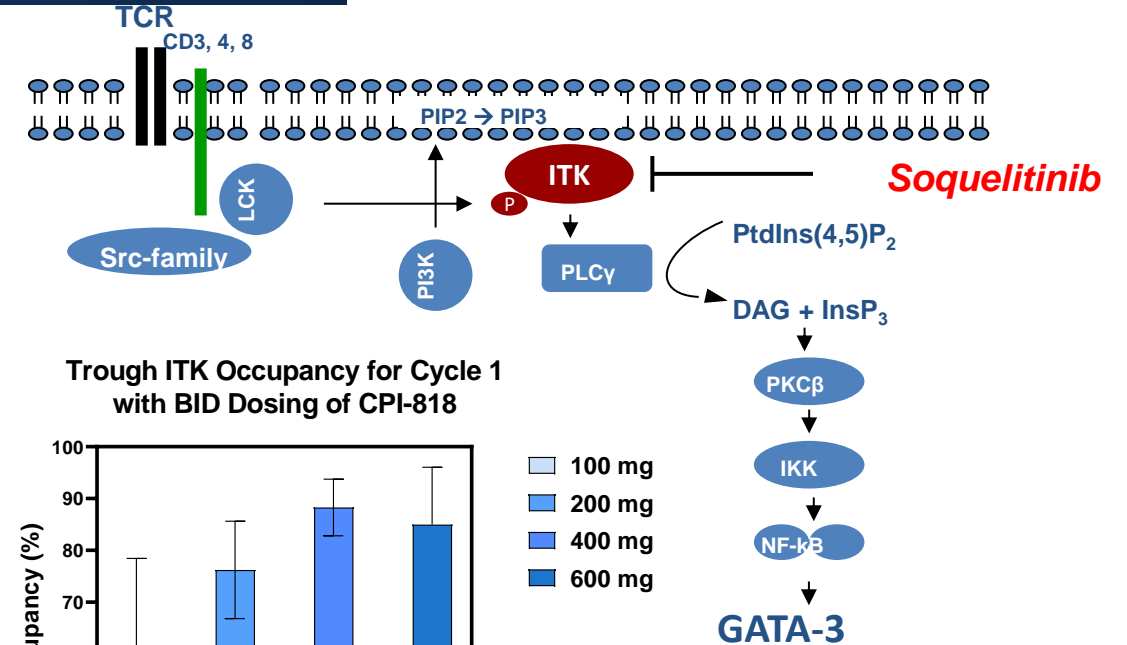 TCR
CD3, 4, 8
PIP2 → PIP3
ITK
P
LCK
Src-family
PI3K
PLCγ
Soquelitinib
PtdIns(4,5)P2
DAG + InsP3
PKCβ
IKK
NF-kB
GATA-3
Trough ITK Occupancy for Cycle 1
with BID Dosing of CPI-818
100
90
80
70
(%)
100 mg
200 mg
400 mg
600 mg